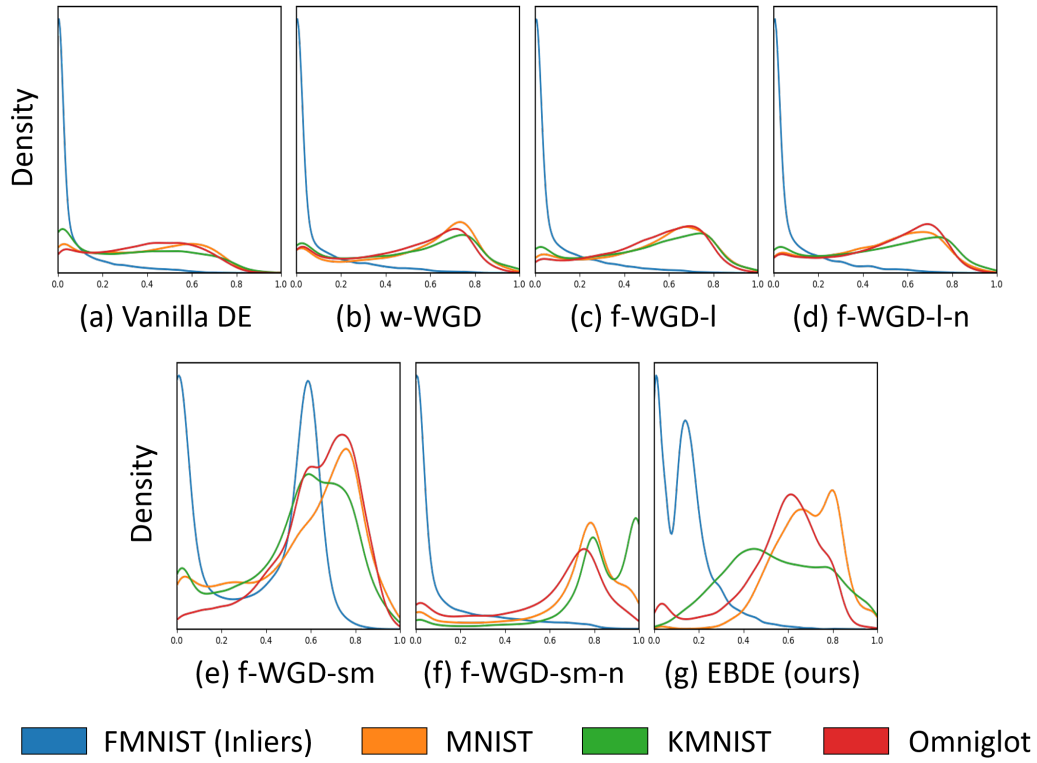 Density
0.0 0.2 0.4 0.6 0.8 1.0 0.0 0.2 0.4 0.6 0.8 1.0 0.0 0.2 0.4 0.6 0.8 1.0 0.0 0.2 0.4 0.6 0.8 1.0
(a) Vanilla DE (b) w-WGD (c) f-WGD-l (d) f-WGD-l-n
Density
0.0 0.2 0.4 0.6 0.8 1.0 0.0 0.2 0.4 0.6 0.8 1.0 0.0 0.2 0.4 0.6 0.8 1.0
(e) f-WGD-sm (f) f-WGD-sm-n (g) EBDE (ours)
FMNIST (Inliers) MNIST KMNIST Omniglot